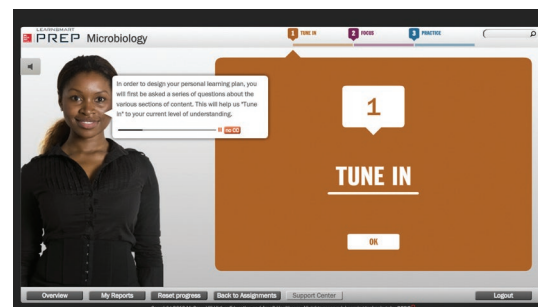 LEARNSMART
PREP Microbiology
1 TUNE IN
2 FOCUS
3 PRACTICE
In order to design your personal learning plan, you
will first be asked a series of questions about the
various sections of content. This will help us "Tune
In" to your current level of understanding.
no CC
1
TUNE IN
OK
Overview
My Reports
Reset progress
Back to Assignments
Support Center
Logout